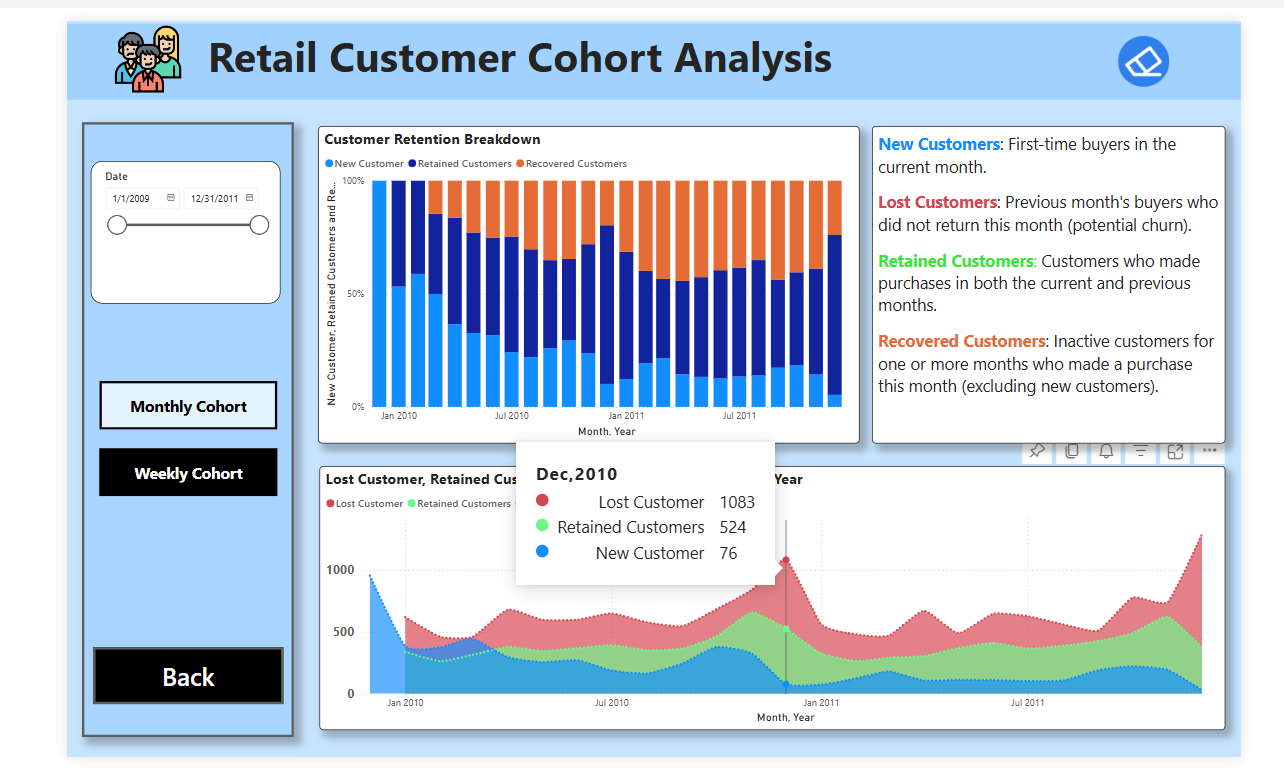 Retail Customer Cohort Analysis
Date
1/1/2009 12/31/2011
Monthly Cohort
Weekly Cohort
Back
Customer Retention Breakdown
New Customer Retained Customers Recovered Customers
New Customer, Retained Customers and Re...
100%
50%
0%
Jan 2010 Jul 2010 Jan 2011 Jul 2011
Month, Year
New Customers: First-time buyers in the
current month.
Lost Customers: Previous month's buyers who
did not return this month (potential churn).
Retained Customers: Customers who made
purchases in both the current and previous
months.
Recovered Customers: Inactive customers for
one or more months who made a purchase
this month (excluding new customers).
Lost Customer, Retained Cus
Year
Lost Customer Retained Customers
Dec,2010
Lost Customer 1083
Retained Customers 524
New Customer 76
1000
500
0
Jan 2010 Jul 2010 Jan 2011 Jul 2011
Month, Year